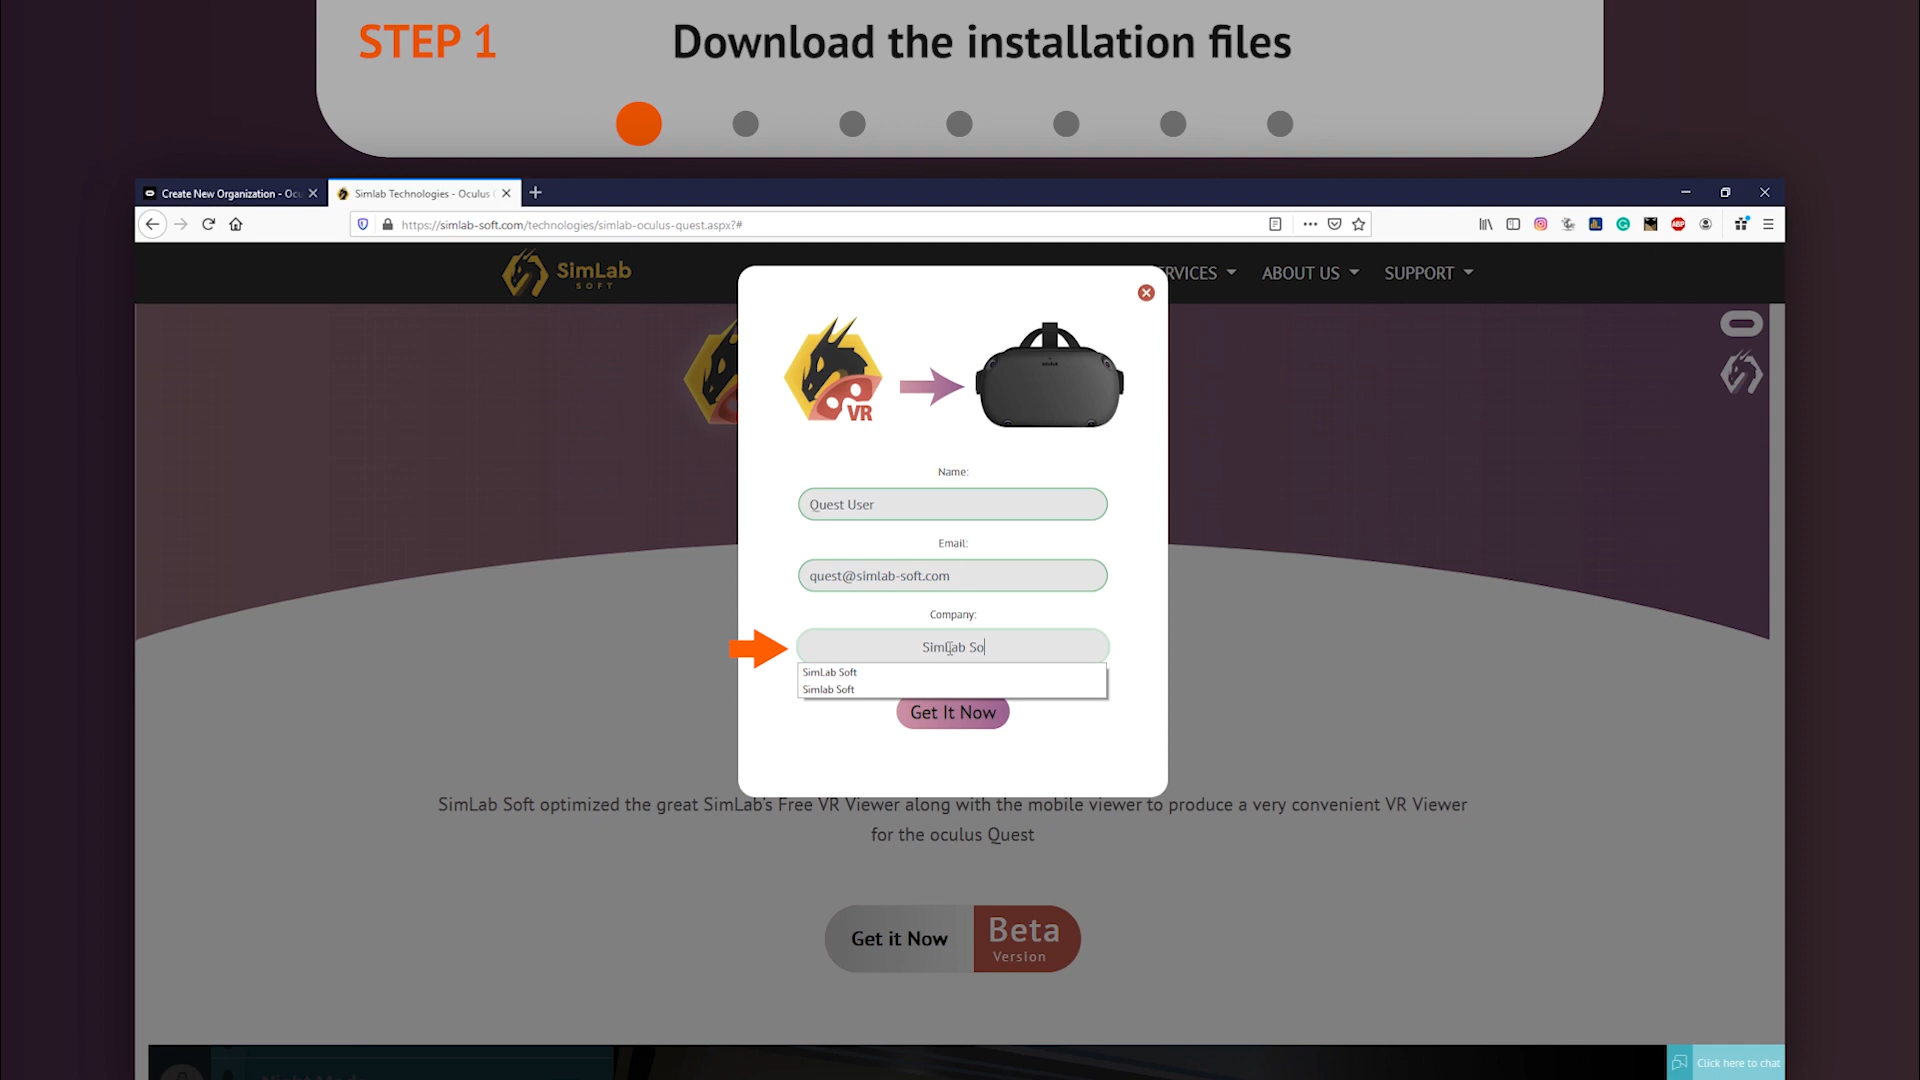 STEP 1
Download the installation files
Create New Organization - Ocu
Simlab Technologies - Oculus
https://simlab-soft.com/technologies/simlab-oculus-quest.aspx?#
SimLab
SOFT
RVICES
ABOUT US
SUPPORT
VR
oculus
Name:
Quest User
Email:
quest@simlab-soft.com
Company:
SimLab So
SimLab Soft
Simlab Soft
Get It Now
SimLab Soft optimized the great SimLab's Free VR Viewer along with the mobile viewer to produce a very convenient VR Viewer
for the oculus Quest
Get it Now
Beta
Version
ABP
Click here to chat